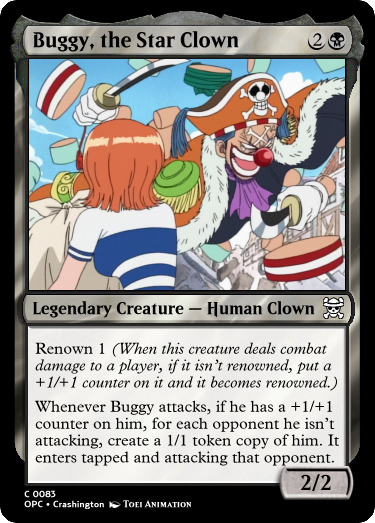 Buggy, the Star Clown 2
Legendary Creature — Human Clown
Renown 1 (When this creature deals combat
damage to a player, if it isn't renowned, put a
+1/+1 counter on it and it becomes renowned.)
Whenever Buggy attacks, if he has a +1/+1
counter on him, for each opponent he isn't
attacking, create a 1/1 token copy of him. It
enters tapped and attacking that opponent.
2/2
C 0083
OPC • Crashington TOEI ANIMATION